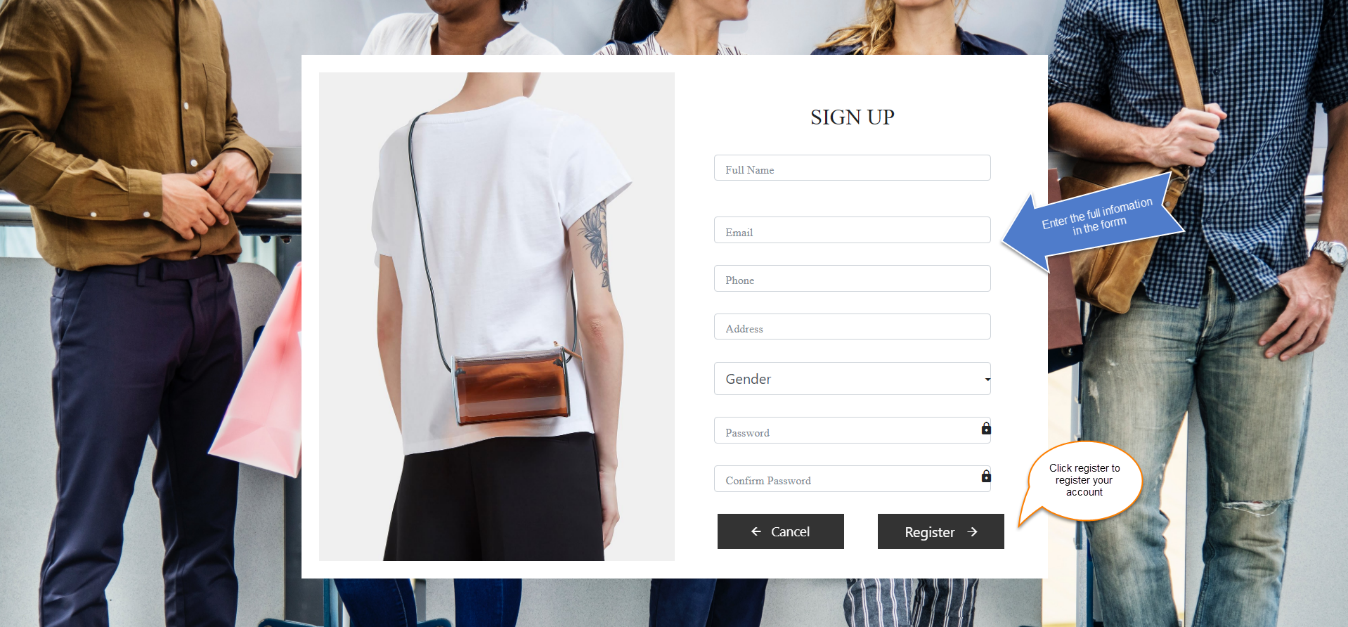 SIGN UP
Full Name
Email
Enter the full infomation
in the form
Phone
Address
Gender
Password
Confirm Password
Click register to
register your
account
Cancel
Register